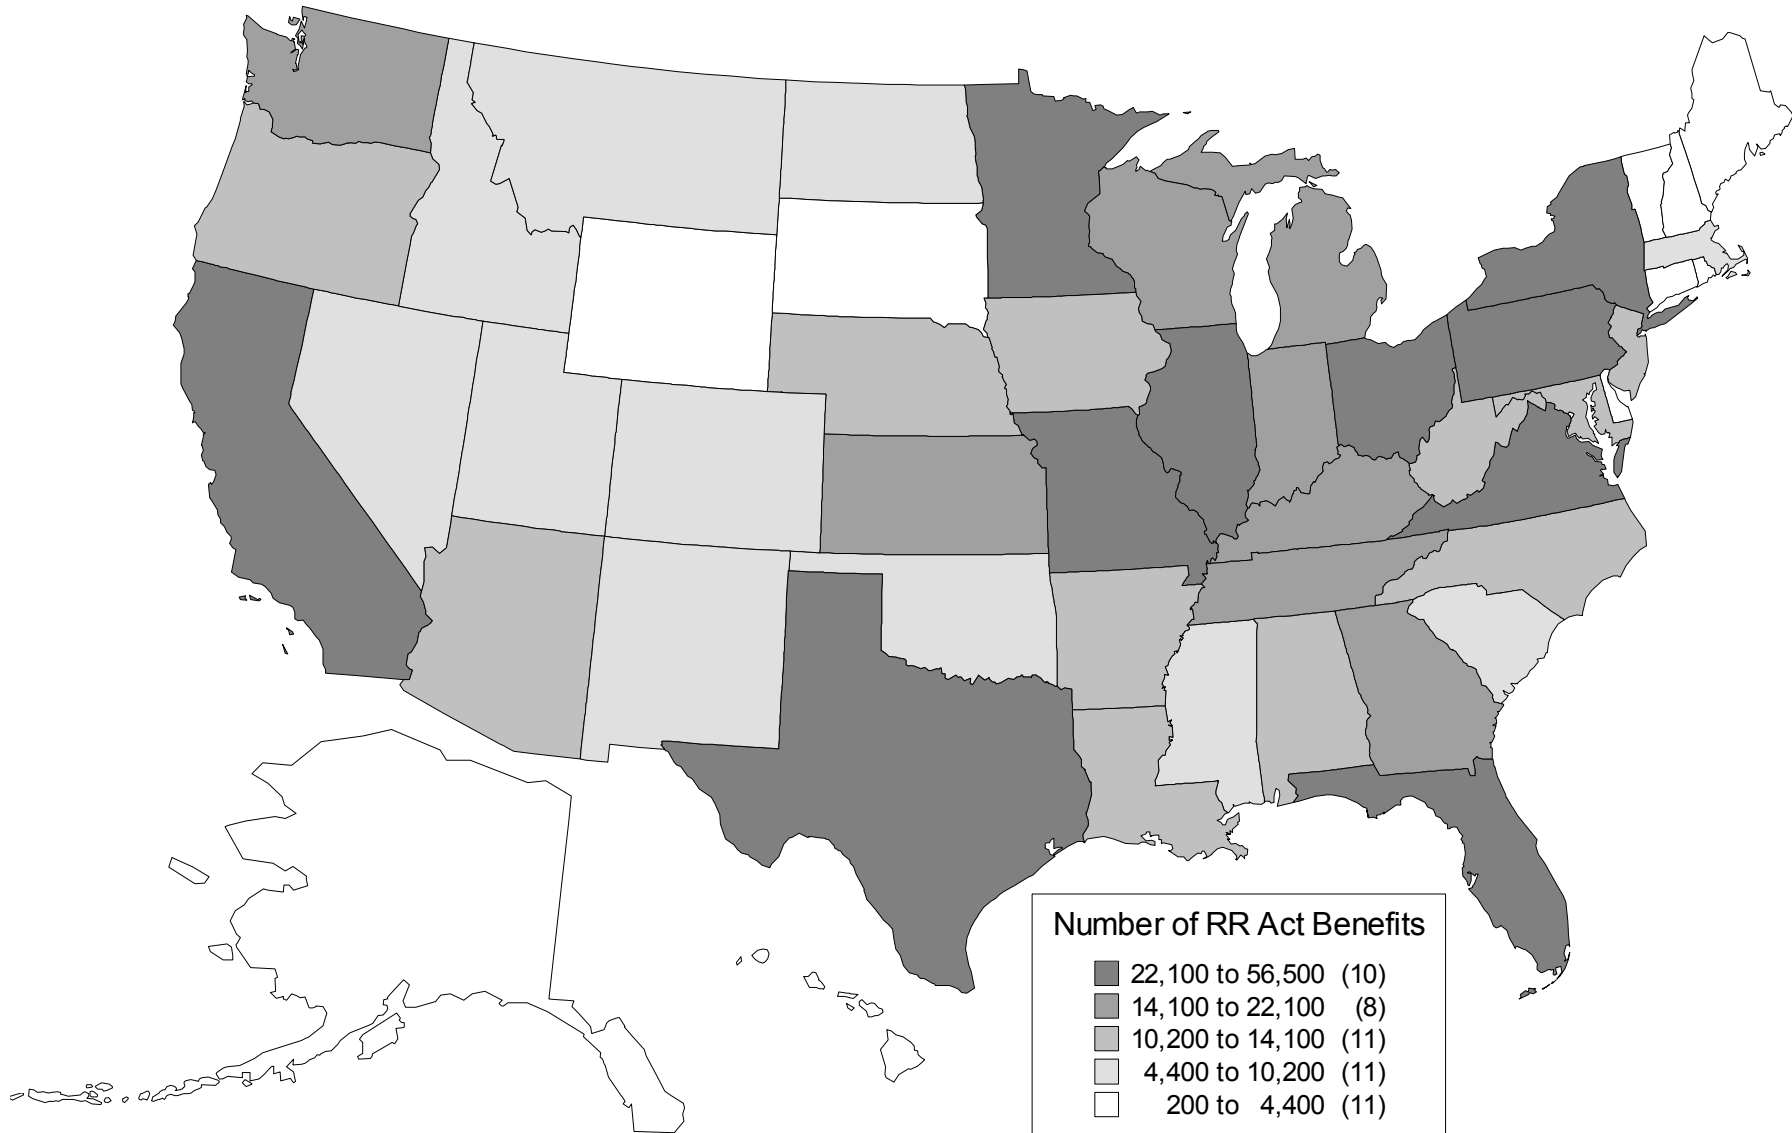 Number of RR Act Benefits
22,100 to 56,500 (10)
14,100 to 22,100 (8)
10,200 to 14,100 (11)
4,400 to 10,200 (11)
200 to 4,400 (11)